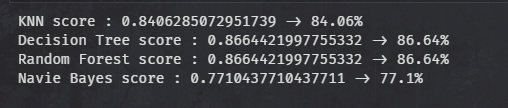 KNN score : 0.8406285072951739 -> 84.06%
Decision Tree score : 0.8664421997755332 -> 86.64%
Random Forest score : 0.8664421997755332 -> 86.64%
Navie Bayes score : 0.7710437710437711 -> 77.1%